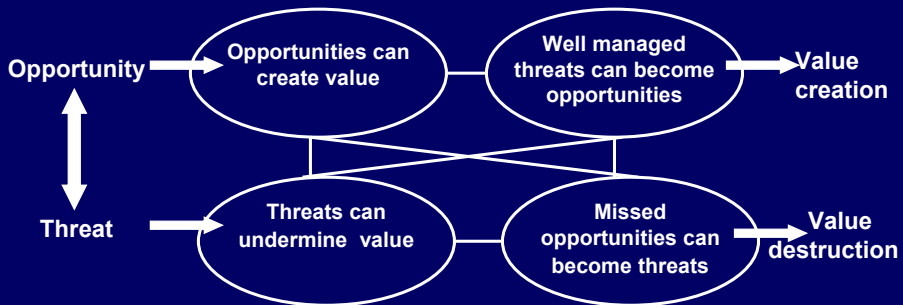 Opportunity
Opportunities can
create value
Well managed
threats can become
opportunities
Value
creation
Threat
Threats can
undermine value
Missed
opportunities can
become threats
Value
destruction